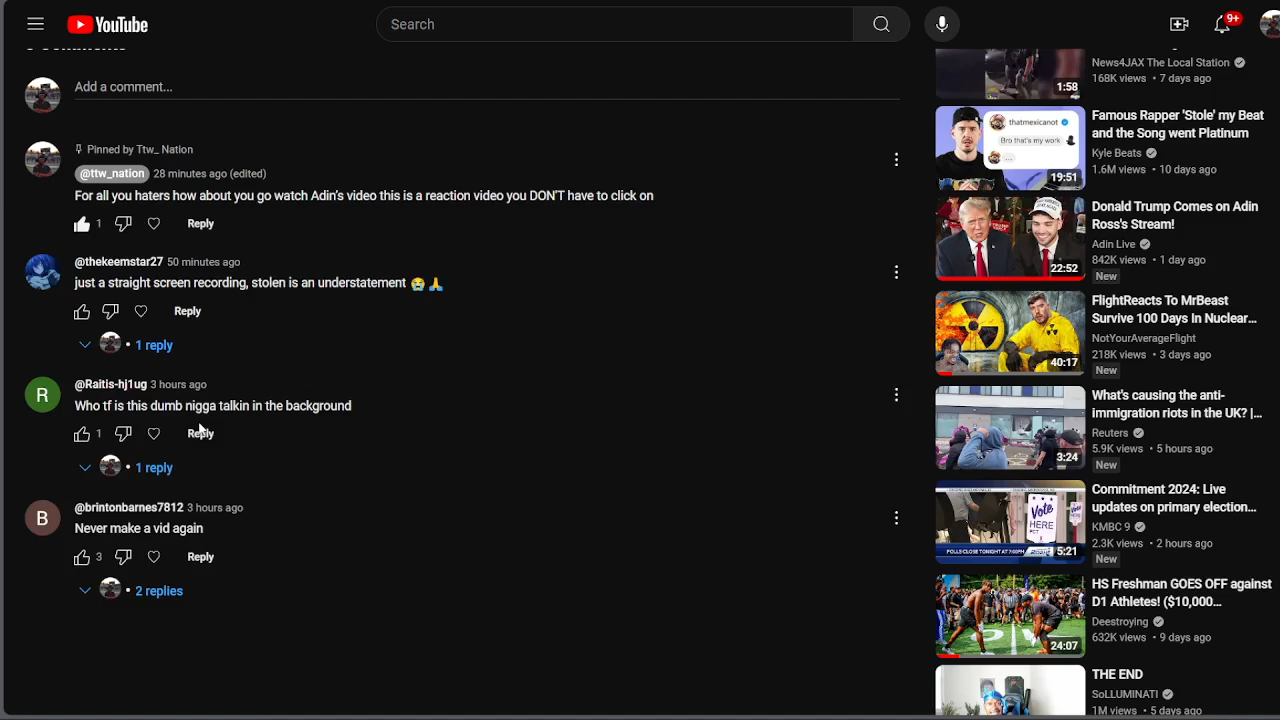 YouTube
Search
9+
Add a comment...
Pinned by Ttw_ Nation
@ttw_nation 28 minutes ago (edited)
For all you haters how about you go watch Adin's video this is a reaction video you DON'T have to click on
1 Reply
@thekeemstar27 50 minutes ago
just a straight screen recording, stolen is an understatement 😭 🙏
Reply
• 1 reply
R
@Raitis-hj1ug 3 hours ago
Who tf is this dumb nigga talkin in the background
1 Reply
• 1 reply
B
@brintonbarnes7812 3 hours ago
Never make a vid again
3 Reply
• 2 replies
News4JAX The Local Station
168K views • 7 days ago
1:58
thatmexicanot
Bro that's my work
19:51
Famous Rapper 'Stole' my Beat
and the Song went Platinum
Kyle Beats
1.6M views • 10 days ago
22:52
Donald Trump Comes on Adin
Ross's Stream!
Adin Live
842K views • 1 day ago
New
40:17
FlightReacts To MrBeast
Survive 100 Days In Nuclear...
NotYourAverageFlight
218K views • 3 days ago
New
3:24
What's causing the anti-
immigration riots in the UK? |...
Reuters
5.9K views • 5 hours ago
New
Vote
HERE
POLLS CLOSE TONIGHT AT 7:00PM
5:21
Commitment 2024: Live
updates on primary election...
KMBC 9
2.3K views • 2 hours ago
New
24:07
HS Freshman GOES OFF against
D1 Athletes! ($10,000...
Deestroying
632K views • 9 days ago
THE END
SoLLUMINATI
1M views • 5 days ago